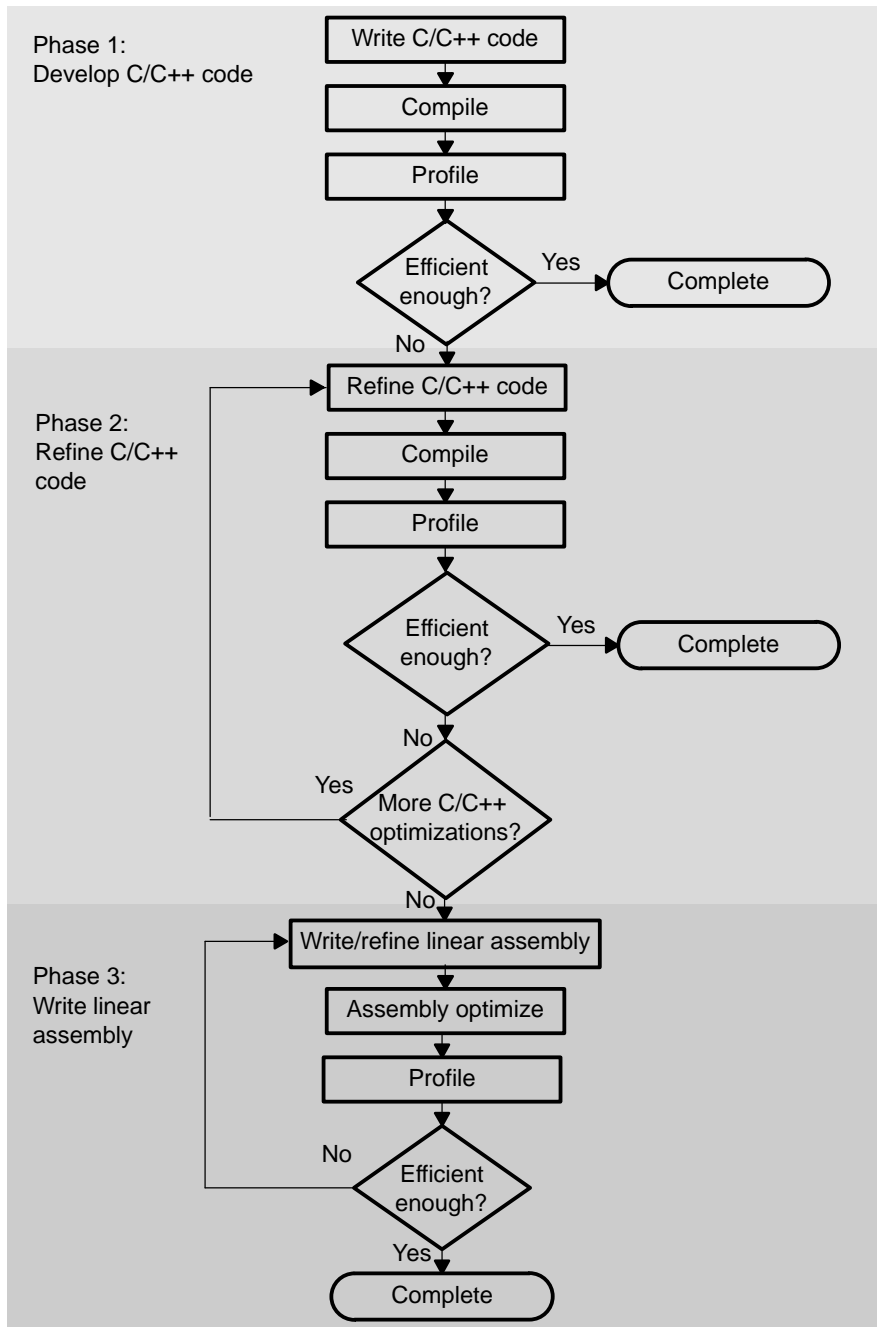 Phase 1:
Develop C/C++ code
Write C/C++ code
Compile
Profile
Efficient
enough?
Yes
Complete
No
Phase 2:
Refine C/C++
code
Refine C/C++ code
Compile
Profile
Efficient
enough?
Yes
Complete
No
Yes
More C/C++
optimizations?
No
Phase 3:
Write linear
assembly
Write/refine linear assembly
Assembly optimize
Profile
No
Efficient
enough?
Yes
Complete